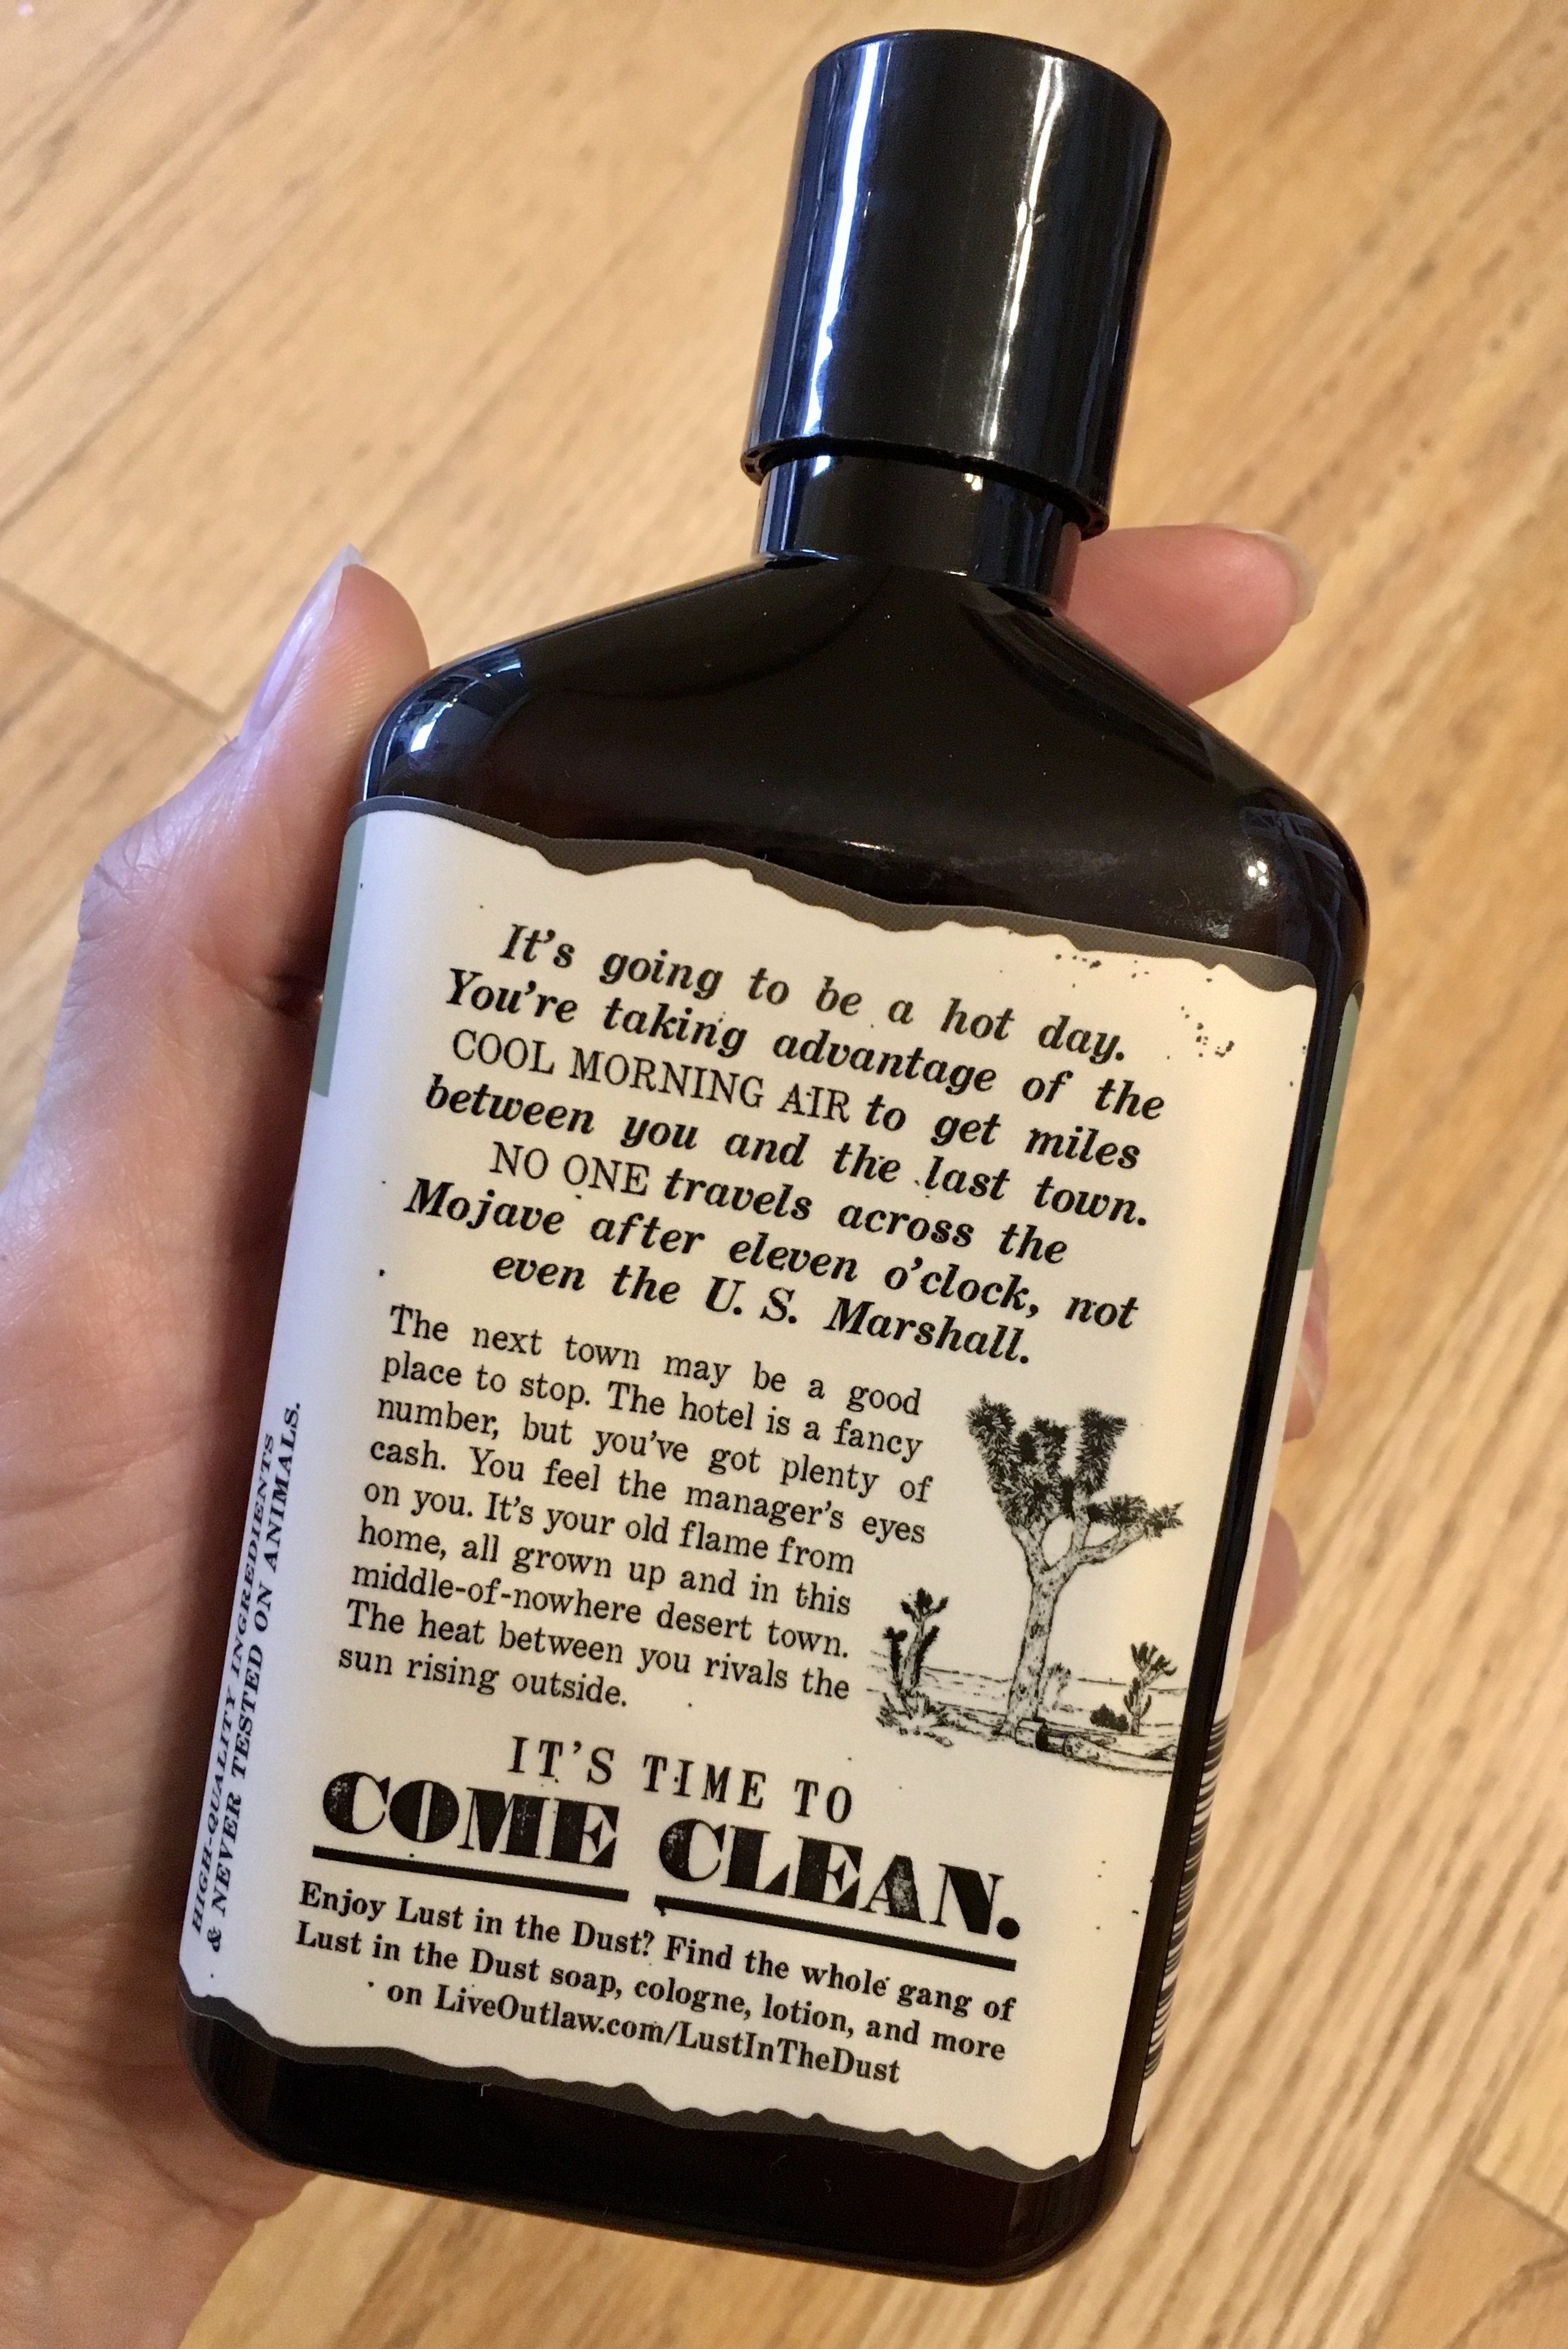 It's going to be a hot day.
You're taking advantage of the
COOL MORNING AIR to get miles
between you and the last town.
NO ONE travels across the
Mojave after eleven o'clock, not
even the U. S. Marshall.
The next town may be a good
place to stop. The hotel is a fancy
number, but you've got plenty of
cash. You feel the manager's eyes
on you. It's your old flame from
home, all grown up and in this
middle-of-nowhere desert town.
The heat between you rivals the
sun rising outside.
IT'S TIME TO
COME CLEAN.
Enjoy Lust in the Dust? Find the whole gang of
Lust in the Dust soap, cologne, lotion, and more
on LiveOutlaw.com/LustInTheDust
HIGH-QUALITY INGREDIENTS
& NEVER TESTED ON ANIMALS.